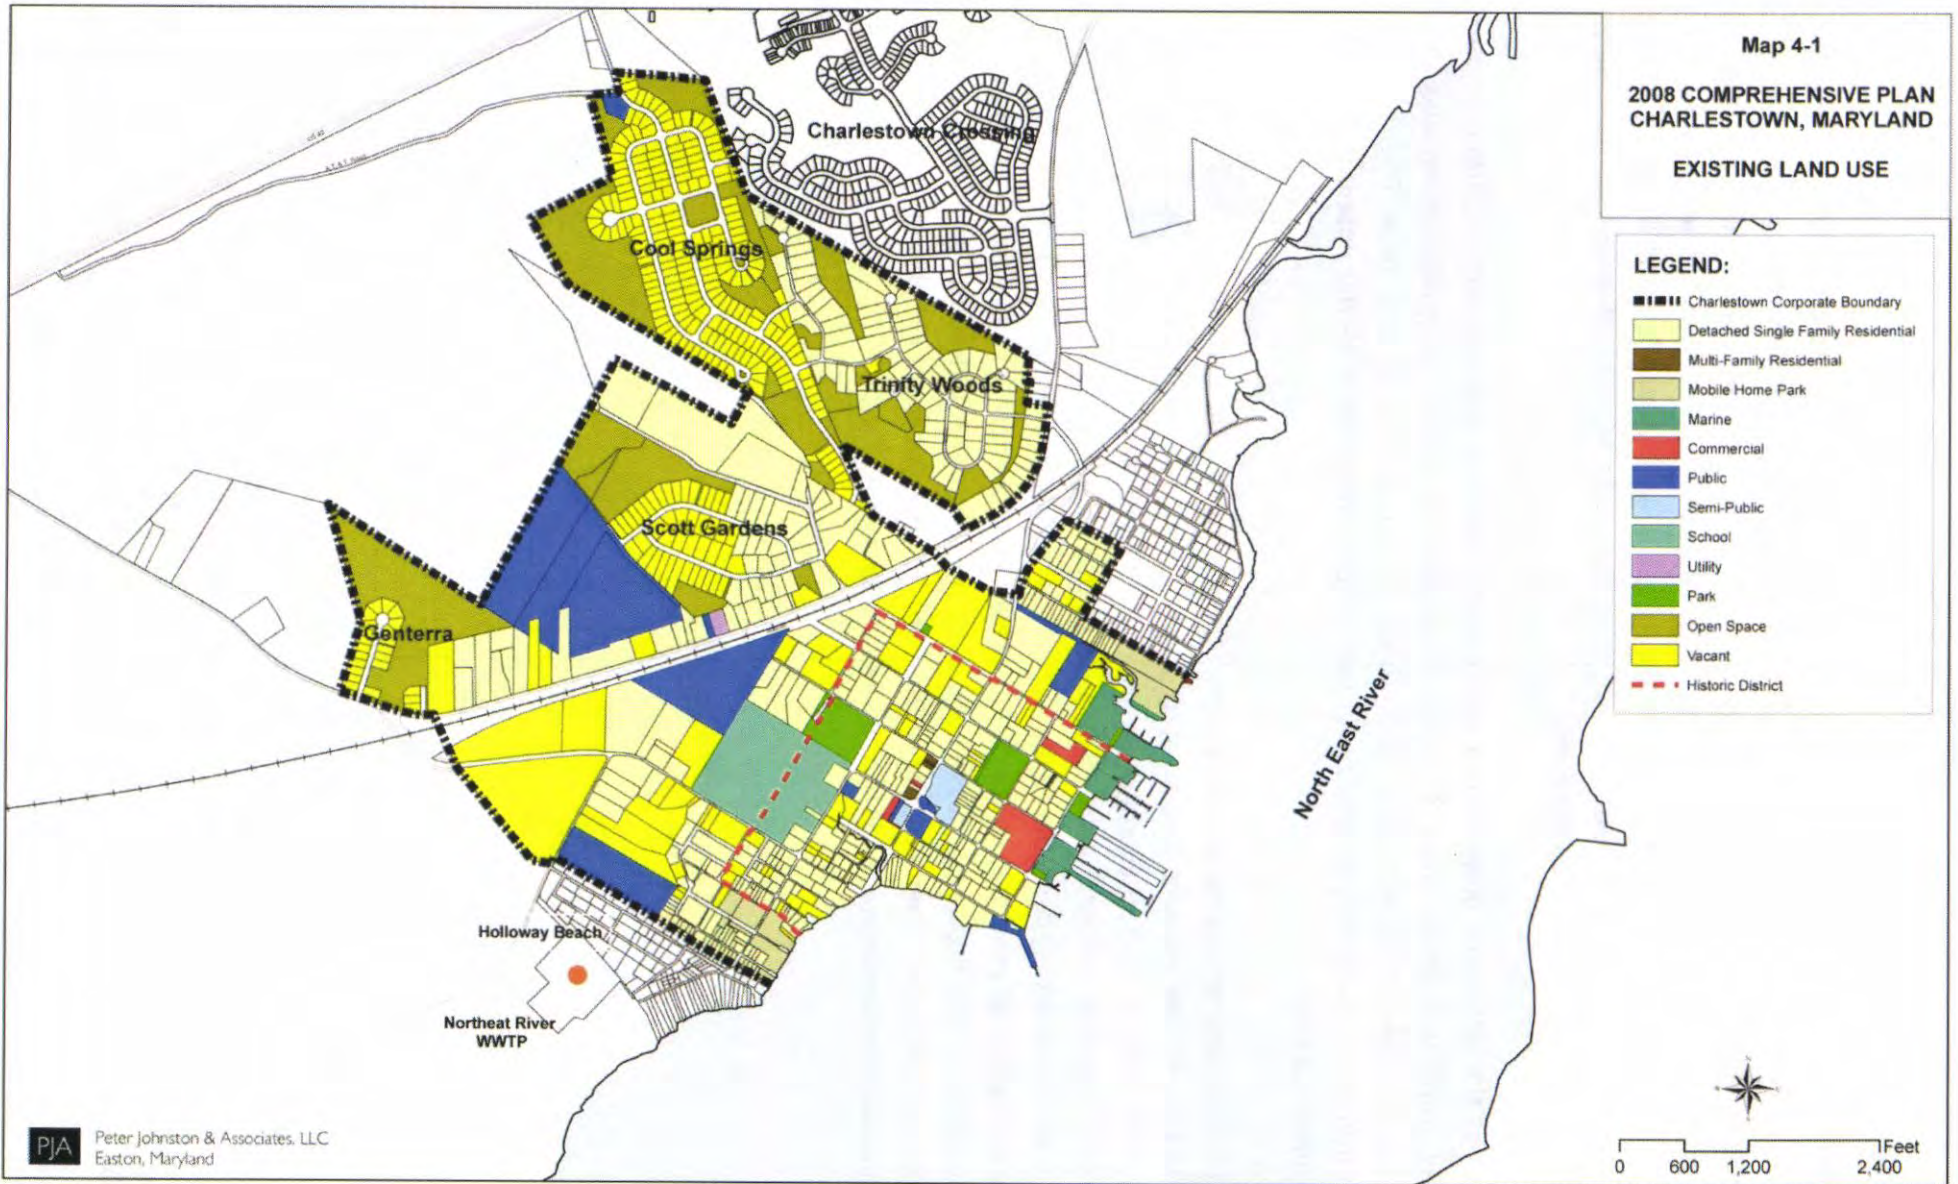 Map 4-1
2008 COMPREHENSIVE PLAN
CHARLESTOWN, MARYLAND
EXISTING LAND USE
LEGEND:
Charlestown Corporate Boundary
Detached Single Family Residential
Multi-Family Residential
Mobile Home Park
Marine
Commercial
Public
Semi-Public
School
Utility
Park
Open Space
Vacant
Historic District
Charlestown Crossing
Cool Springs
Trinity Woods
Scott Gardens
Genterra
North East River
Holloway Beach
Northeat River
WWTP
PJA
Peter Johnston & Associates, LLC
Easton, Maryland
N
Feet
0 600 1,200 2,400